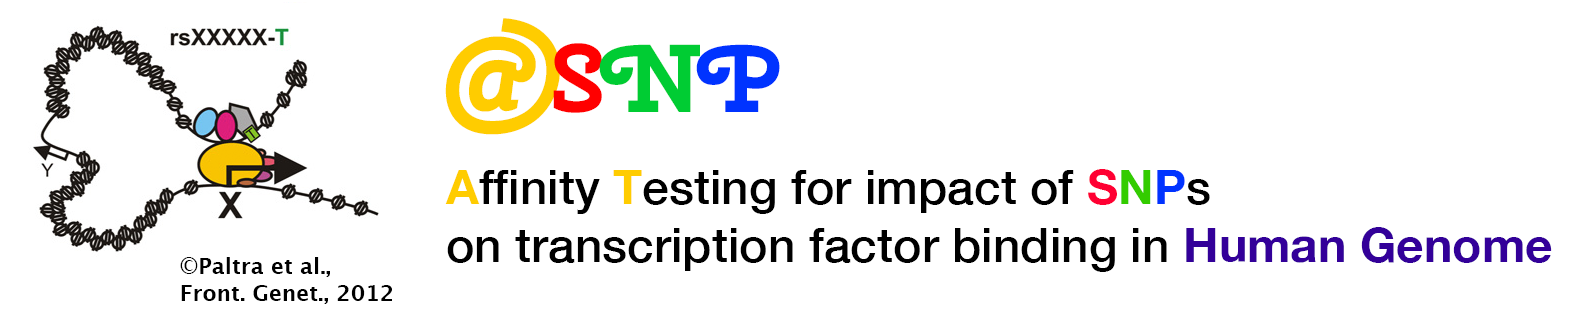 rsXXXXX-T
Y
X
©Paltra et al.,
Front. Genet., 2012
@SNP
Affinity Testing for impact of SNPs
on transcription factor binding in Human Genome